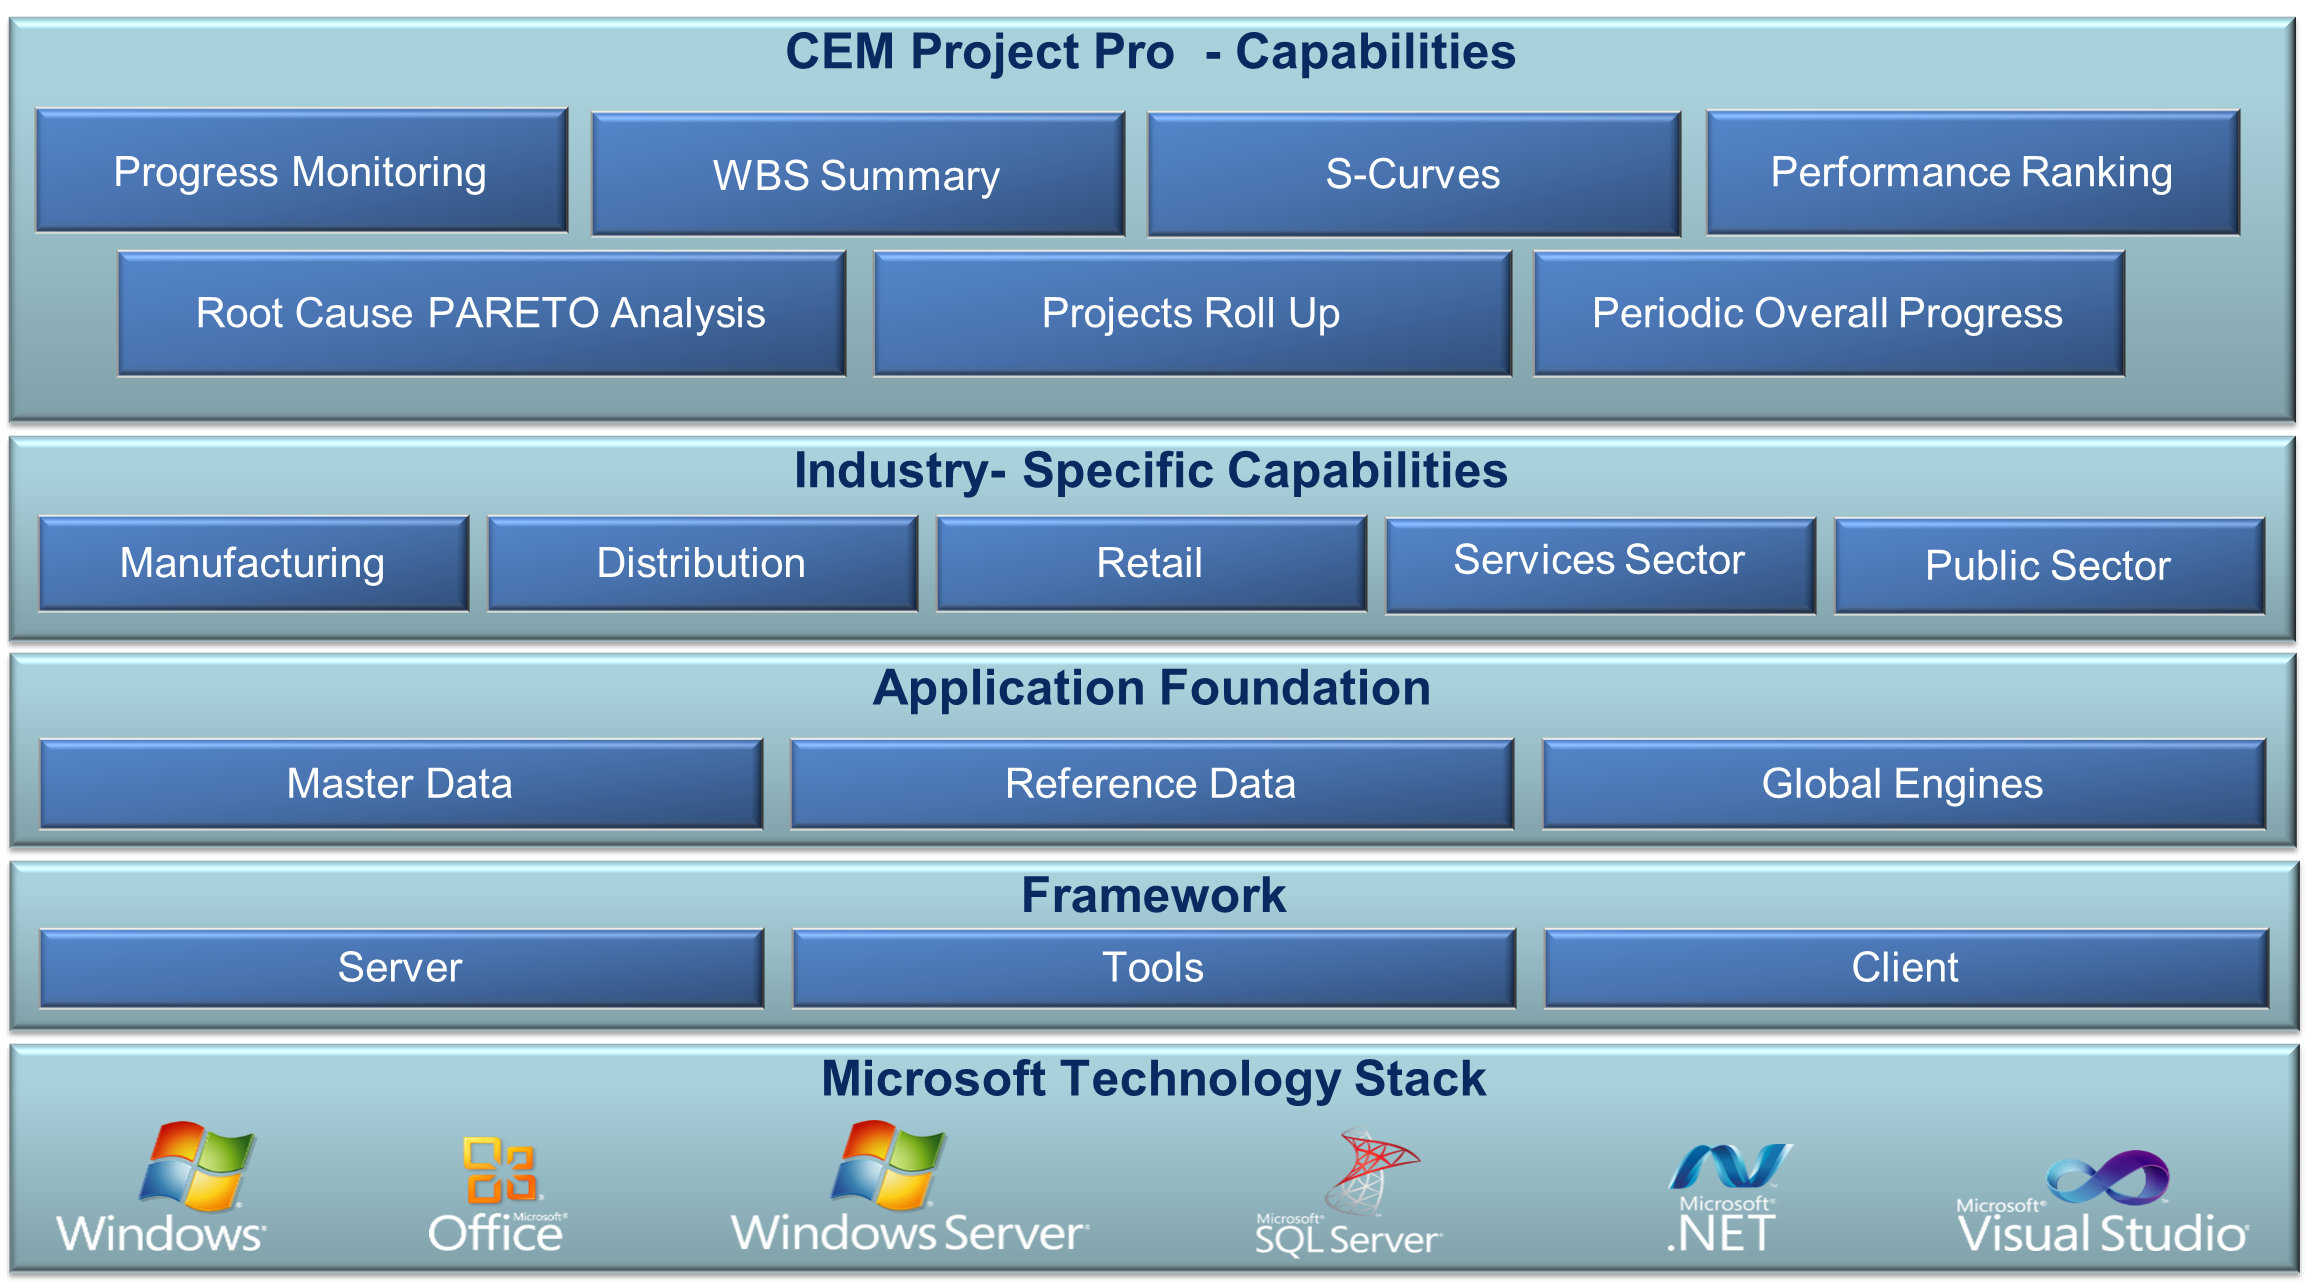 CEM Project Pro  - Capabilities
Progress Monitoring
WBS Summary
S-Curves
Performance Ranking
Root Cause PARETO Analysis
Projects Roll Up
Periodic Overall Progress
Industry- Specific Capabilities
Manufacturing
Distribution
Retail
Services Sector
Public Sector
Application Foundation
Master Data
Reference Data
Global Engines
Framework
Server
Tools
Client
Microsoft Technology Stack
Windows®
Microsoft®
Office
Windows Server®
Microsoft®
SQL Server®
Microsoft®
.NET
Microsoft®
Visual Studio®